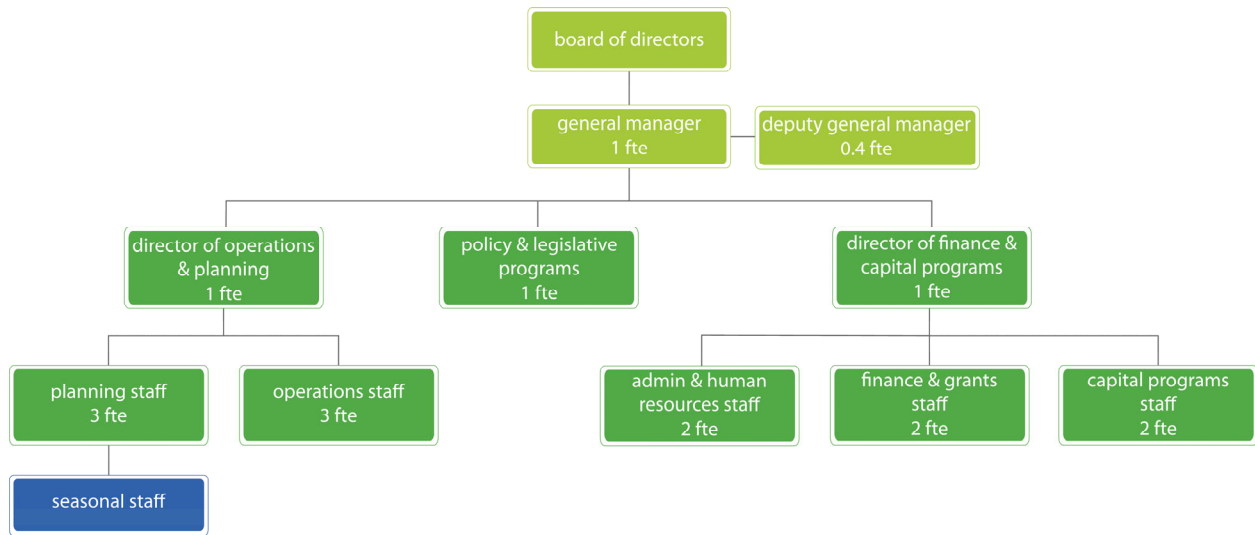 board of directors
general manager
1 fte
deputy general manager
0.4 fte
director of operations
& planning
1 fte
policy & legislative
programs
1 fte
director of finance &
capital programs
1 fte
planning staff
3 fte
operations staff
3 fte
admin & human
resources staff
2 fte
finance & grants
staff
2 fte
capital programs
staff
2 fte
seasonal staff